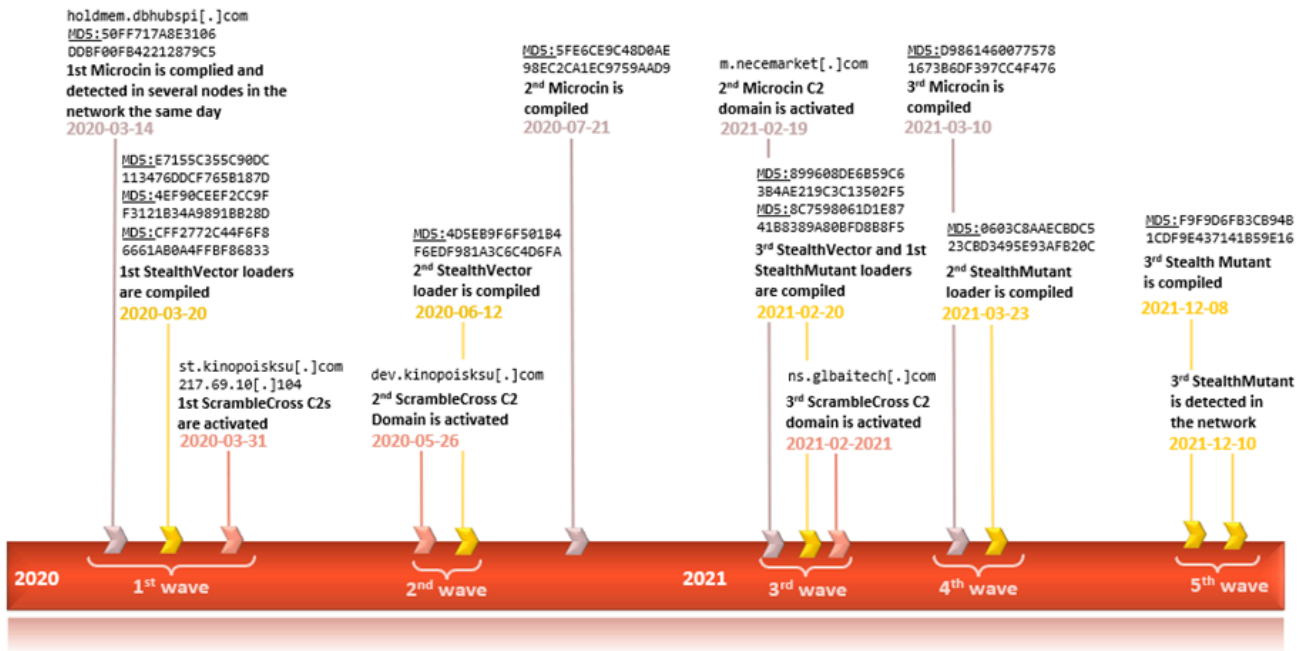 holdmem.dbhubspi[.]com
MD5:50FF717A8E3106
DDBF00FB42212879C5
1st Microcin is complied and
detected in several nodes in the
network the same day
2020-03-14
MD5:E7155C355C90DC
113476DDCF765B187D
MD5:4EF90CEEF2CC9F
F3121B34A9891BB28D
MD5:CFF2772C44F6F8
6661AB0A4FFBF86833
1st StealthVector loaders
are compiled
2020-03-20
st.kinopoisksu[.]com
217.69.10[.]104
1st ScrambleCross C2s
are activated
2020-03-31
MD5:4D5EB9F6F501B4
F6EDF981A3C6C4D6FA
2nd StealthVector
loader is compiled
2020-06-12
dev.kinopoisksu[.]com
2nd ScrambleCross C2
Domain is activated
2020-05-26
MD5:5FE6CE9C48D0AE
98EC2CA1EC9759AAD9
2nd Microcin is
compiled
2020-07-21
m.necemarket[.]com
2nd Microcin C2
domain is activated
2021-02-19
MD5:899608DE6B59C6
3B4AE219C3C13502F5
MD5:8C7598061D1E87
41B8389A80BFD8B8F5
3rd StealthVector and 1st
StealthMutant loaders
are compiled
2021-02-20
ns.glbaitech[.]com
3rd ScrambleCross C2
domain is activated
2021-02-2021
MD5:D9861460077578
1673B6DF397CC4F476
3rd Microcin is
compiled
2021-03-10
MD5:0603C8AAECBDC5
23CBD3495E93AFB20C
2nd StealthMutant
loader is compiled
2021-03-23
MD5:F9F9D6FB3CB94B
1CDF9E437141B59E16
3rd Stealth Mutant
is compiled
2021-12-08
3rd StealthMutant
is detected in
the network
2021-12-10
2020
1st wave
2nd wave
2021
3rd wave
4th wave
5th wave